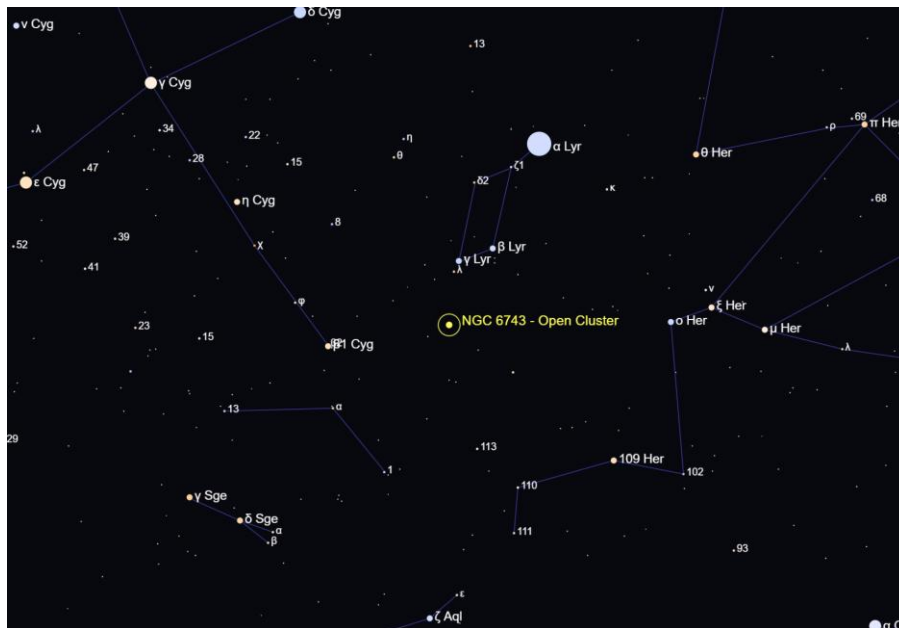 δ Cyg
ν Cyg
13
γ Cyg
69
π Her
ρ
λ
34
22
η
α Lyr
θ
15
θ Her
28
ζ1
47
ε Cyg
δ2
κ
68
η Cyg
8
39
χ
52
β Lyr
γ Lyr
41
λ
ν
φ
ξ Her
NGC 6743 - Open Cluster
ο Her
23
μ Her
15
1 Cyg
λ
13
α
29
113
109 Her
1
102
110
γ Sge
δ Sge
α
111
β
93
ε
ζ Aql
α